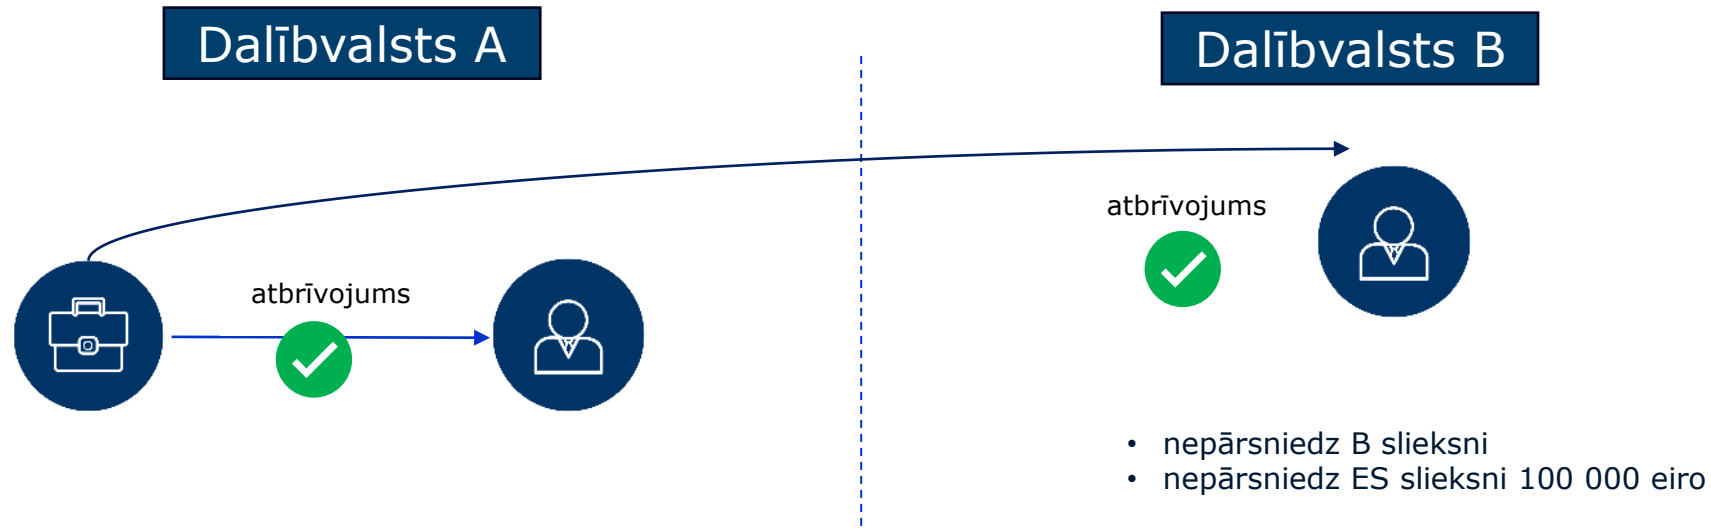 Dalībvalsts A
Dalībvalsts B
atbrīvojums
atbrīvojums
• nepārsniedz B slieksni
• nepārsniedz ES slieksni 100 000 eiro